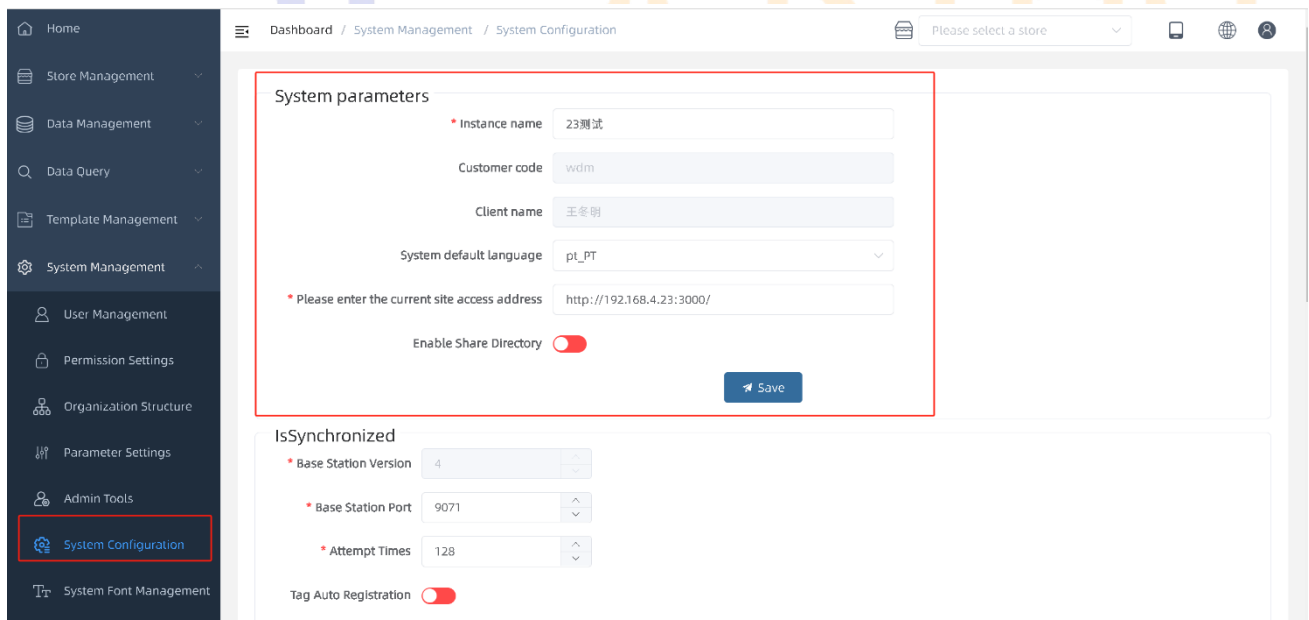 Home
Dashboard / System Management / System Configuration
Please select a store
Store Management
Data Management
Data Query
Template Management
System Management
User Management
Permission Settings
Organization Structure
Parameter Settings
Admin Tools
System Configuration
System Font Management
System parameters
* Instance name 23测试
Customer code wdm
Client name 王冬明
System default language pt_PT
* Please enter the current site access address http://192.168.4.23:3000/
Enable Share Directory
Save
IsSynchronized
* Base Station Version 4
* Base Station Port 9071
* Attempt Times 128
Tag Auto Registration